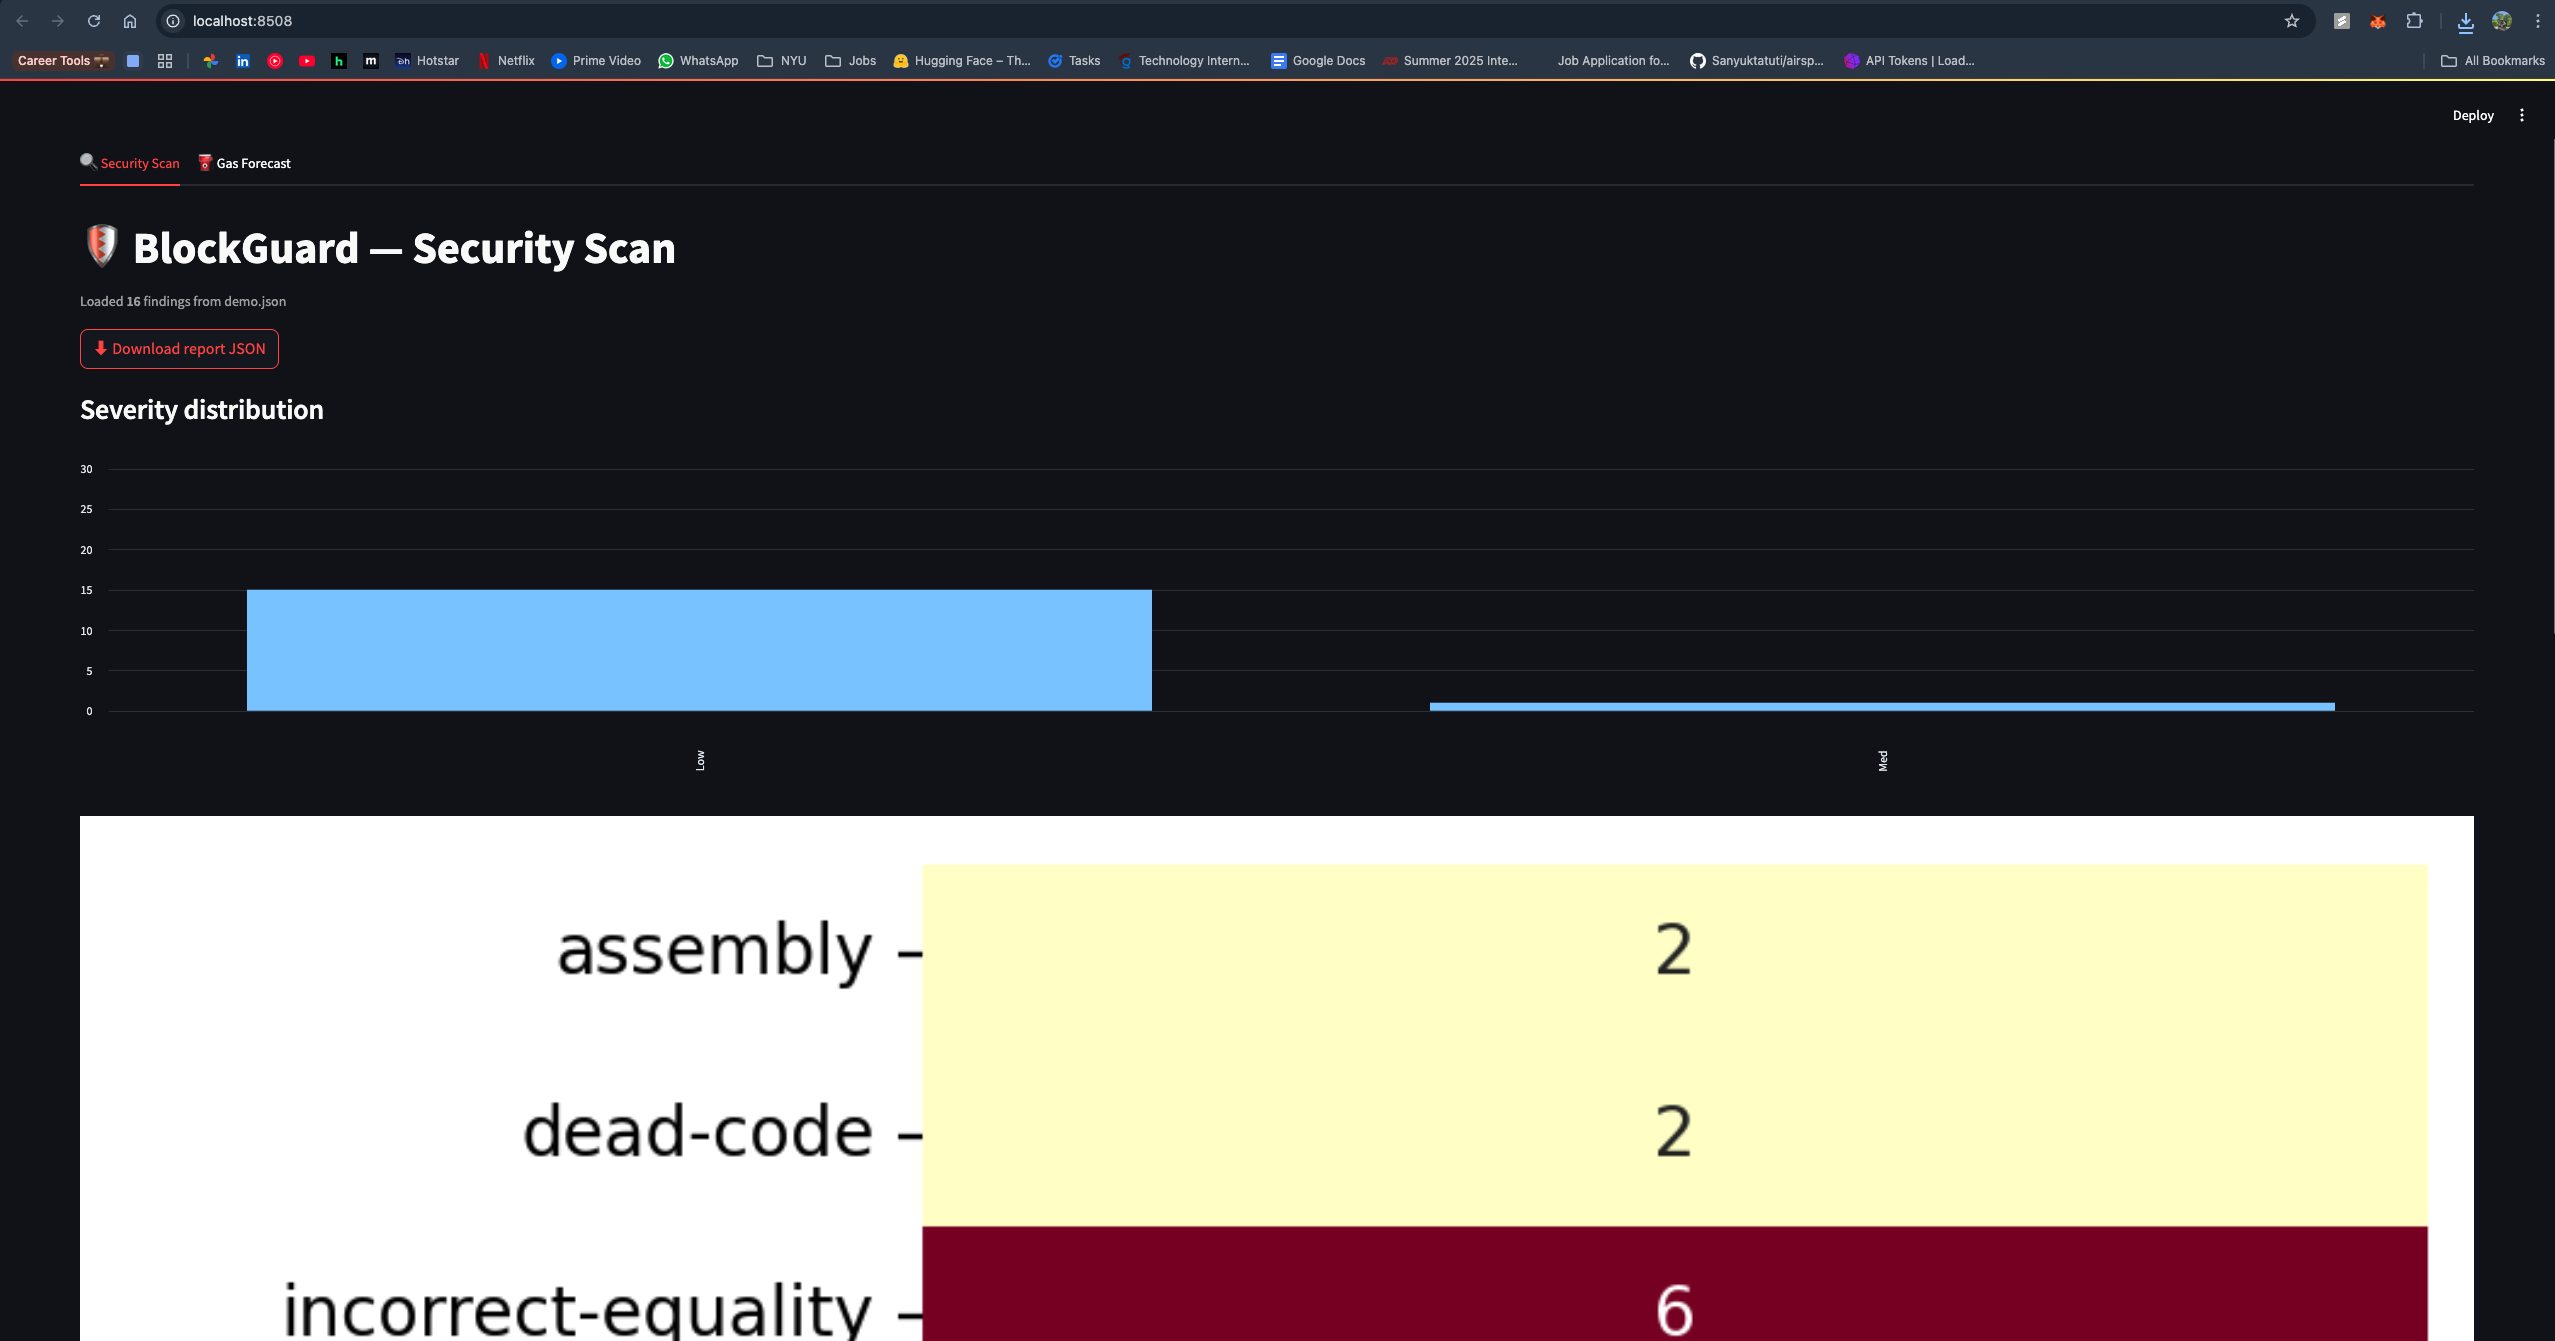 localhost:8508
Career Tools
Hotstar
Netflix
Prime Video
WhatsApp
NYU
Jobs
Hugging Face – Th...
Tasks
Technology Intern...
Google Docs
Summer 2025 Inte...
Job Application fo...
Sanyuktatuti/airsp...
API Tokens | Load...
All Bookmarks
Deploy
Security Scan
Gas Forecast
BlockGuard — Security Scan
Loaded 16 findings from demo.json
Download report JSON
Severity distribution
30
25
20
15
10
5
0
Low
Med
assembly
2
dead-code
2
incorrect-equality
6